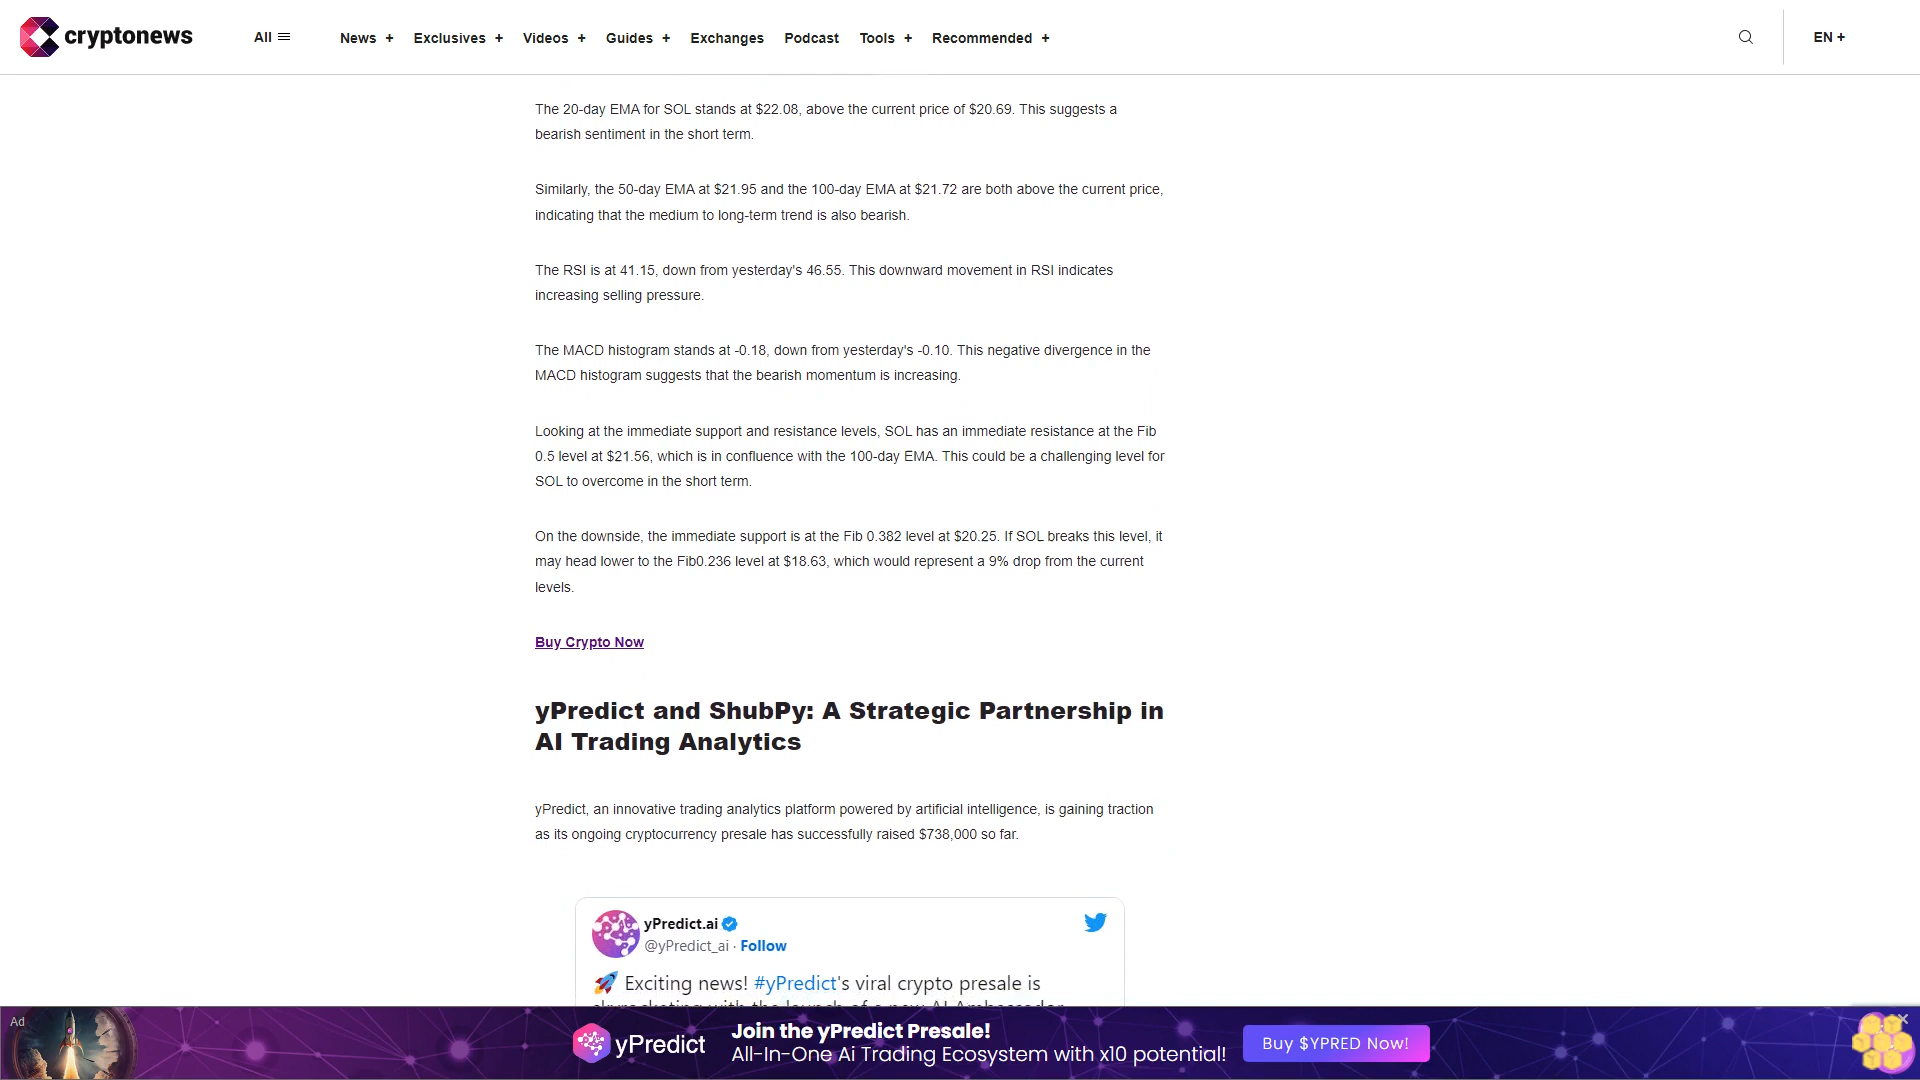 cryptonews
All
News +
Exclusives +
Videos +
Guides +
Exchanges
Podcast
Tools +
Recommended +
EN +
The 20-day EMA for SOL stands at $22.08, above the current price of $20.69. This suggests a
bearish sentiment in the short term.
Similarly, the 50-day EMA at $21.95 and the 100-day EMA at $21.72 are both above the current price,
indicating that the medium to long-term trend is also bearish.
The RSI is at 41.15, down from yesterday's 46.55. This downward movement in RSI indicates
increasing selling pressure.
The MACD histogram stands at -0.18, down from yesterday's -0.10. This negative divergence in the
MACD histogram suggests that the bearish momentum is increasing.
Looking at the immediate support and resistance levels, SOL has an immediate resistance at the Fib
0.5 level at $21.56, which is in confluence with the 100-day EMA. This could be a challenging level for
SOL to overcome in the short term.
On the downside, the immediate support is at the Fib 0.382 level at $20.25. If SOL breaks this level, it
may head lower to the Fib0.236 level at $18.63, which would represent a 9% drop from the current
levels.
Buy Crypto Now
yPredict and ShubPy: A Strategic Partnership in
AI Trading Analytics
yPredict, an innovative trading analytics platform powered by artificial intelligence, is gaining traction
as its ongoing cryptocurrency presale has successfully raised $738,000 so far.
yPredict.ai
@yPredict_ai · Follow
🚀 Exciting news! #yPredict's viral crypto presale is
skyrocketing with the launch of a new AI Ambassador
Ad
yPredict
Join the yPredict Presale!
All-In-One Ai Trading Ecosystem with x10 potential!
Buy $YPRED Now!